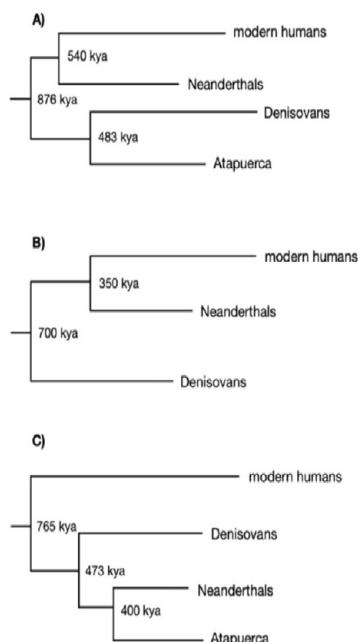 A)
modern humans
540 kya
Neanderthals
876 kya
Denisovans
483 kya
Atapuerca
B)
modern humans
350 kya
Neanderthals
700 kya
Denisovans
C)
modern humans
765 kya
Denisovans
473 kya
Neanderthals
400 kya
Atapuerca